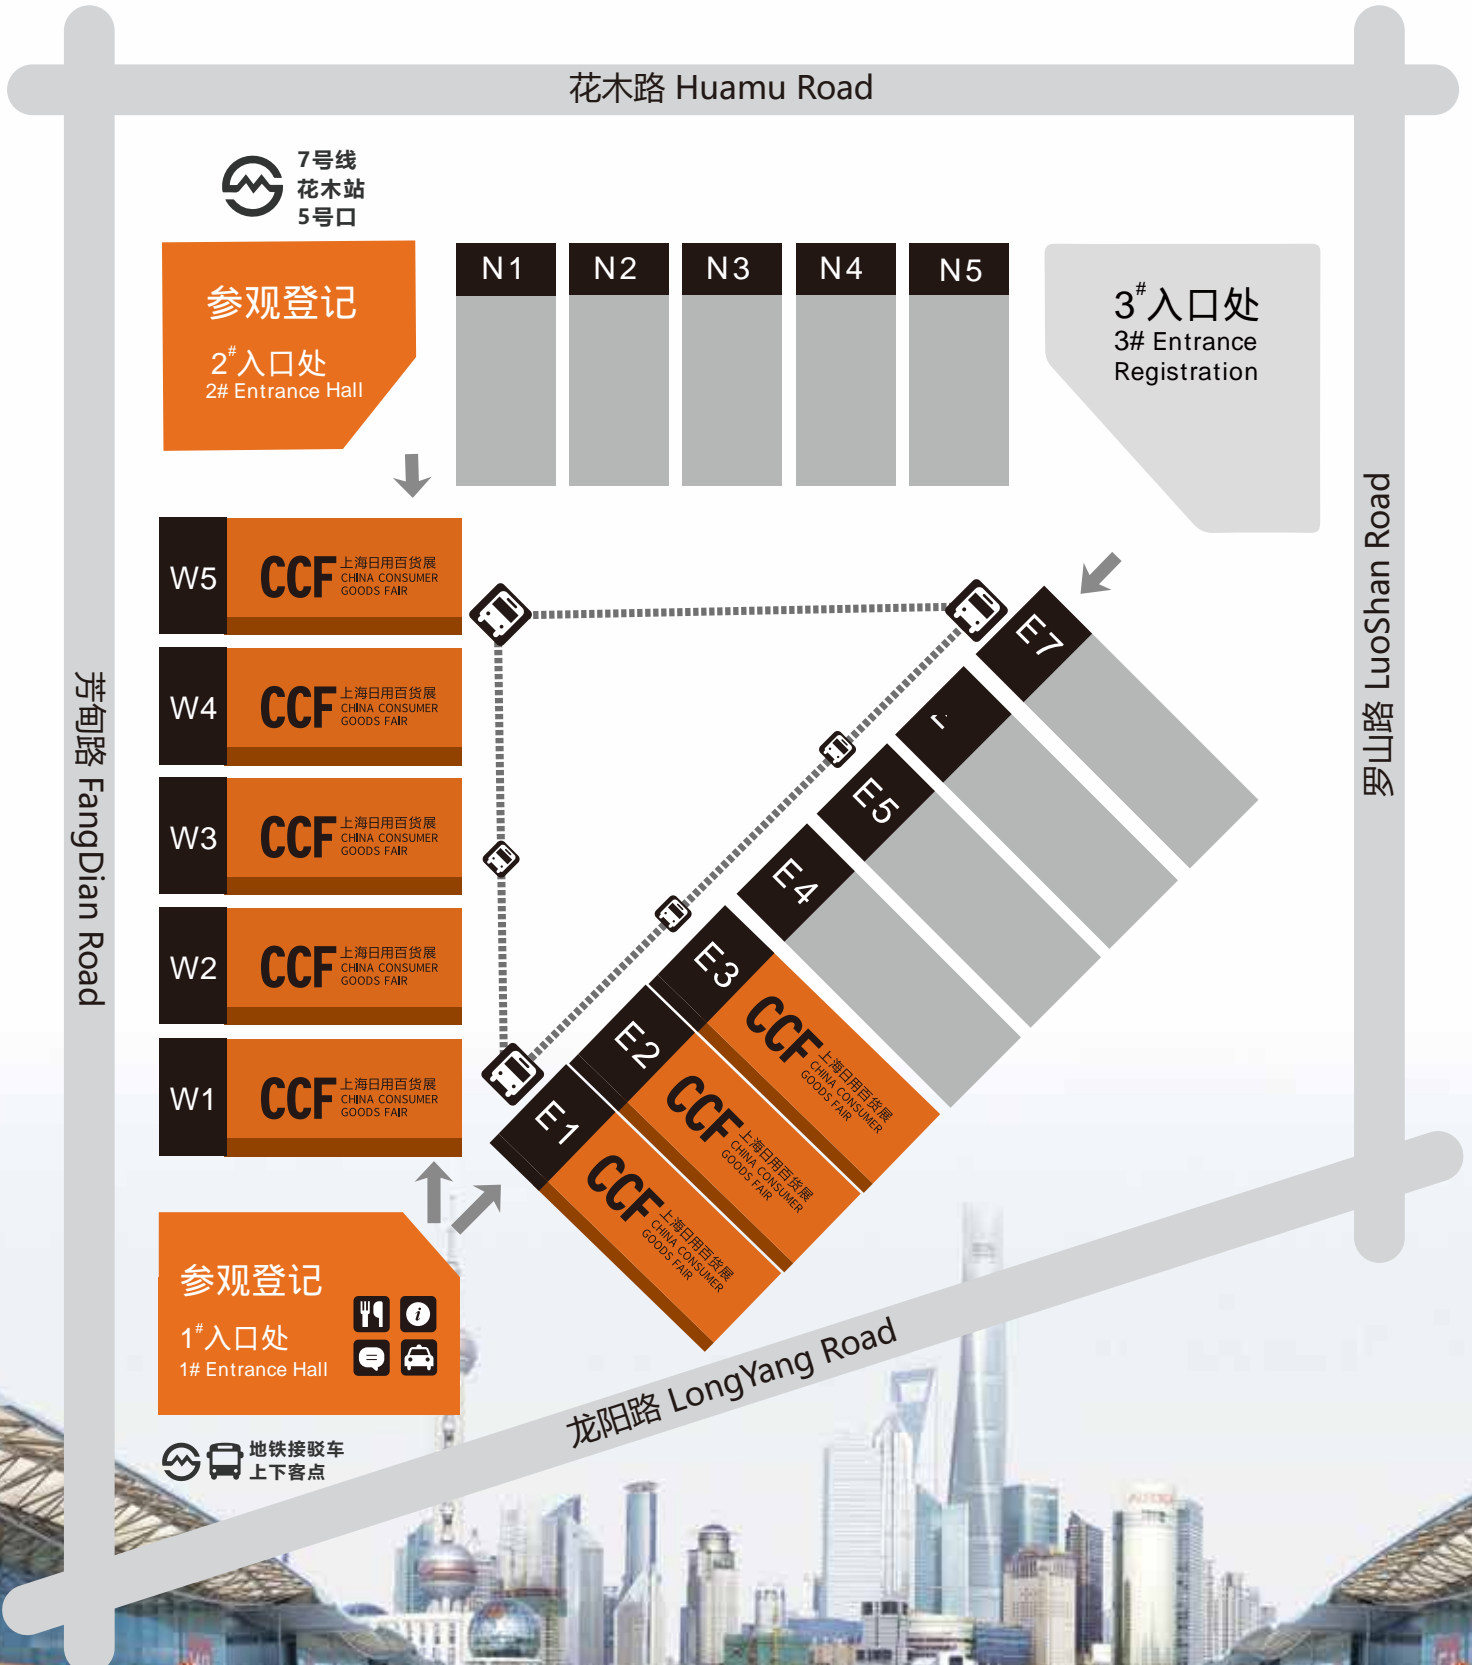 花木路 Huamu Road
7号线
花木站
5号口
参观登记
2#入口处
2# Entrance Hall
N1
N2
N3
N4
N5
3#入口处
3# Entrance
Registration
芳甸路 FangDian Road
罗山路 LuoShan Road
W5
CCF
上海日用百货展
CHINA CONSUMER
GOODS FAIR
W4
CCF
上海日用百货展
CHINA CONSUMER
GOODS FAIR
W3
CCF
上海日用百货展
CHINA CONSUMER
GOODS FAIR
W2
CCF
上海日用百货展
CHINA CONSUMER
GOODS FAIR
W1
CCF
上海日用百货展
CHINA CONSUMER
GOODS FAIR
E7
E5
E4
E3
CCF
上海日用百货展
CHINA CONSUMER
GOODS FAIR
E2
CCF
上海日用百货展
CHINA CONSUMER
GOODS FAIR
E1
CCF
上海日用百货展
CHINA CONSUMER
GOODS FAIR
参观登记
1#入口处
1# Entrance Hall
i
龙阳路 LongYang Road
地铁接驳车
上下客点